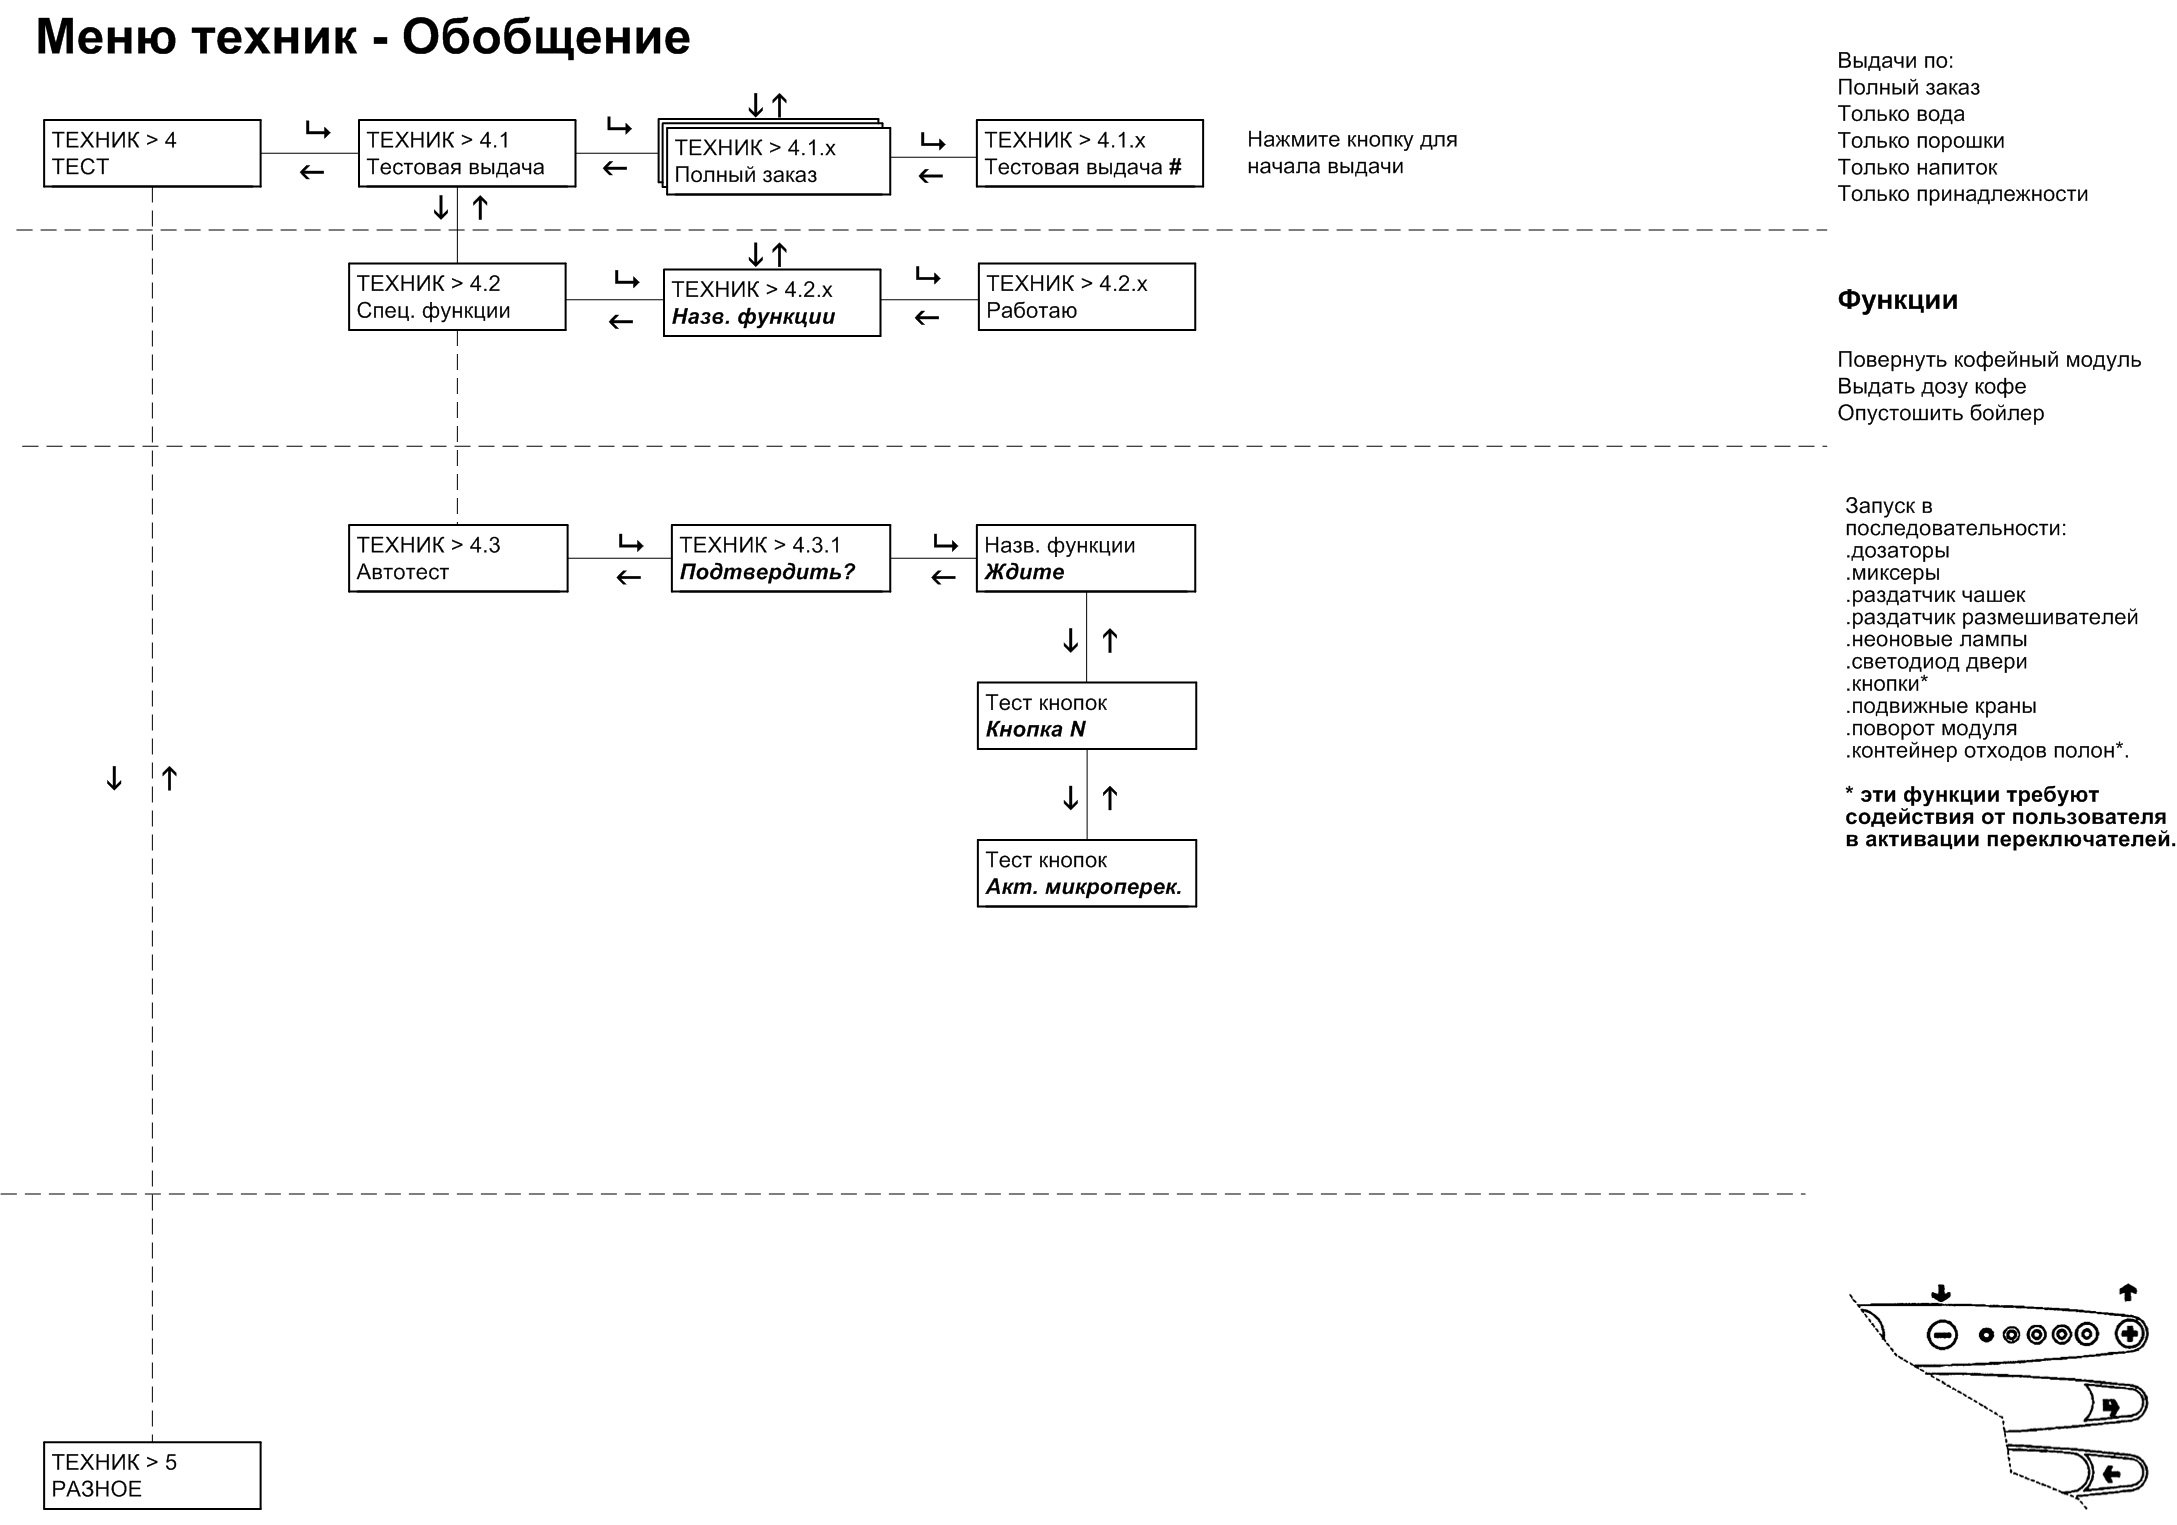 Меню техник - Обобщение
ТЕХНИК > 4
ТЕСТ
ТЕХНИК > 4.1
Тестовая выдача
ТЕХНИК > 4.1.x
Полный заказ
ТЕХНИК > 4.1.x
Тестовая выдача #
Нажмите кнопку для
начала выдачи
Выдачи по:
Полный заказ
Только вода
Только порошки
Только напиток
Только принадлежности
ТЕХНИК > 4.2
Спец. функции
ТЕХНИК > 4.2.x
Назв. функции
ТЕХНИК > 4.2.x
Работаю
Функции
Повернуть кофейный модуль
Выдать дозу кофе
Опустошить бойлер
ТЕХНИК > 4.3
Автотест
ТЕХНИК > 4.3.1
Подтвердить?
Назв. функции
Ждите
Тест кнопок
Кнопка N
Тест кнопок
Акт. микроперек.
Запуск в
последовательности:
.дозаторы
.миксеры
.раздатчик чашек
.раздатчик размешивателей
.неоновые лампы
.светодиод двери
.кнопки*
.подвижные краны
.поворот модуля
.контейнер отходов полон*.
* эти функции требуют
содействия от пользователя
в активации переключателей.
ТЕХНИК > 5
РАЗНОЕ